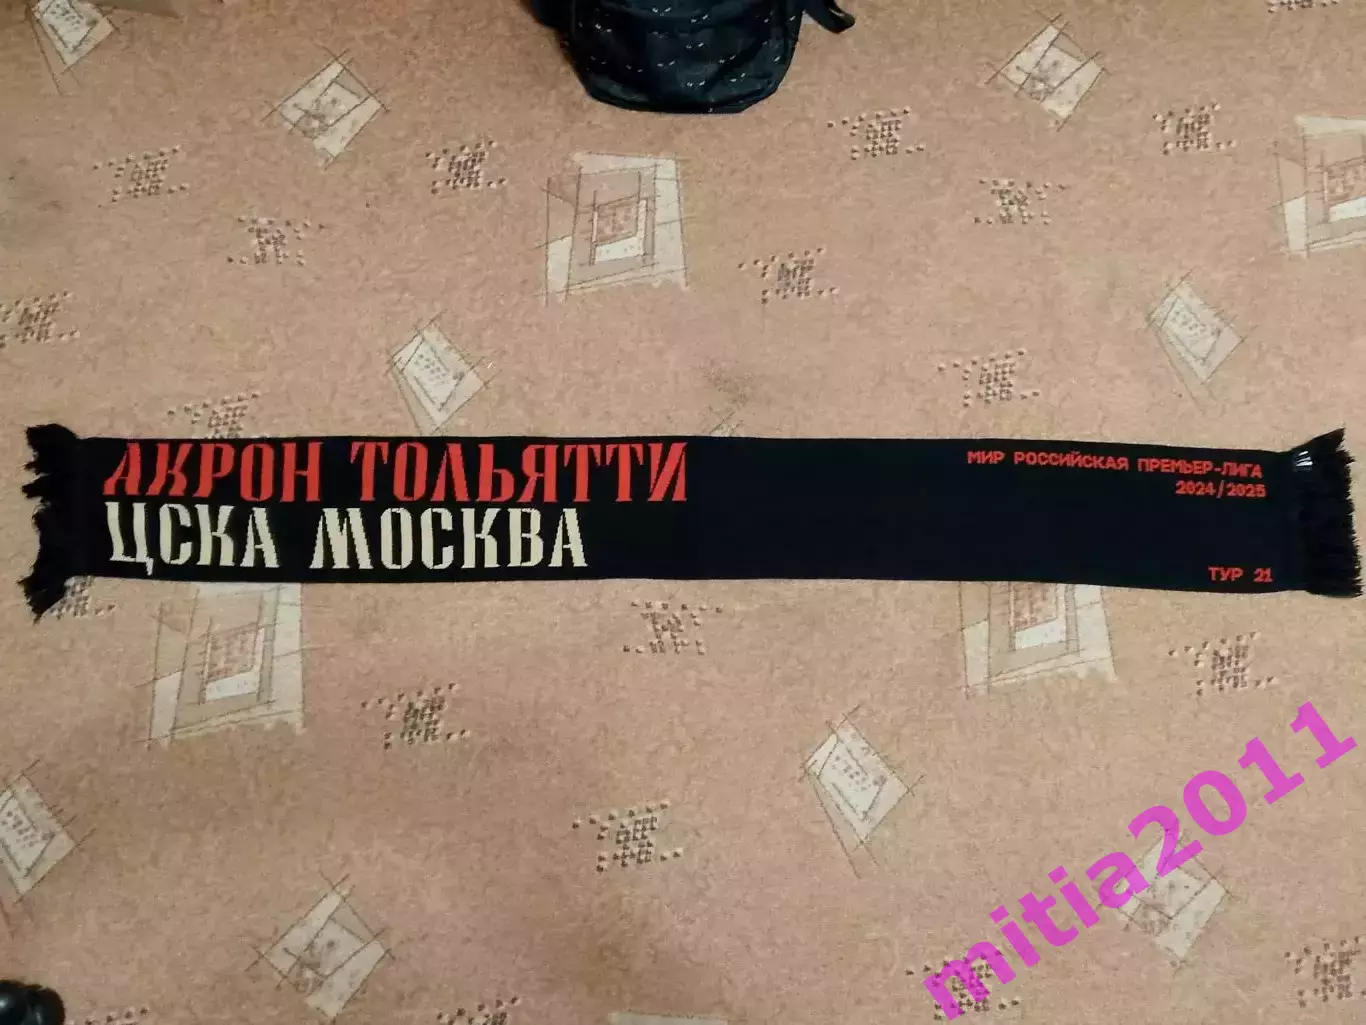 АКРОН ТОЛЬЯТТИ
ЦСКА МОСКВА
МИР РОССИЙСКАЯ ПРЕМЬЕР-ЛИГА
2024/2025
ТУР 21
mitia2011